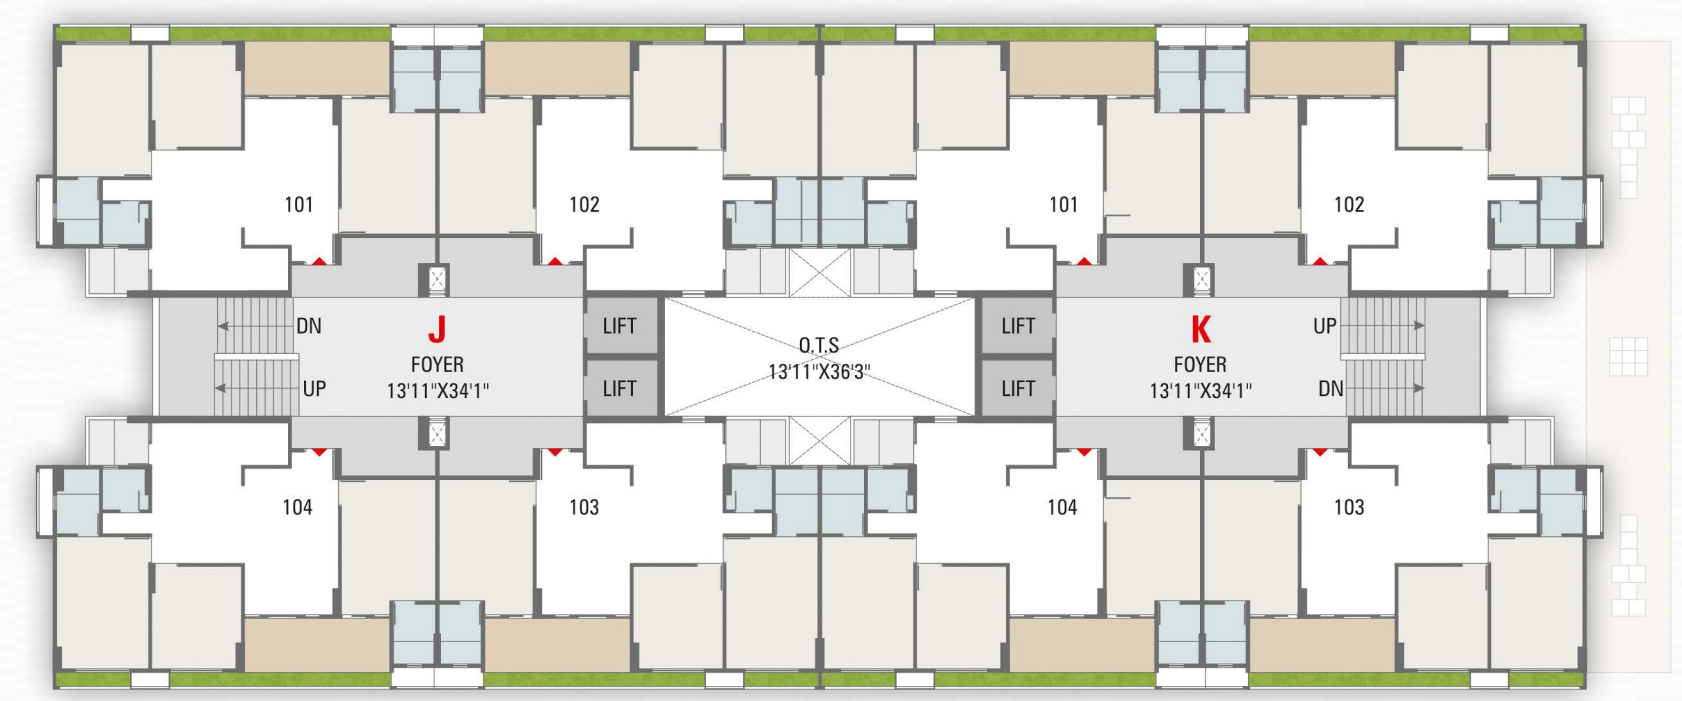 101
102
101
102
DN
J
LIFT
O.T.S
LIFT
K
UP
FOYER
13'11"X36'3"
FOYER
UP
13'11"X34'1"
LIFT
LIFT
13'11"X34'1"
DN
104
103
104
103